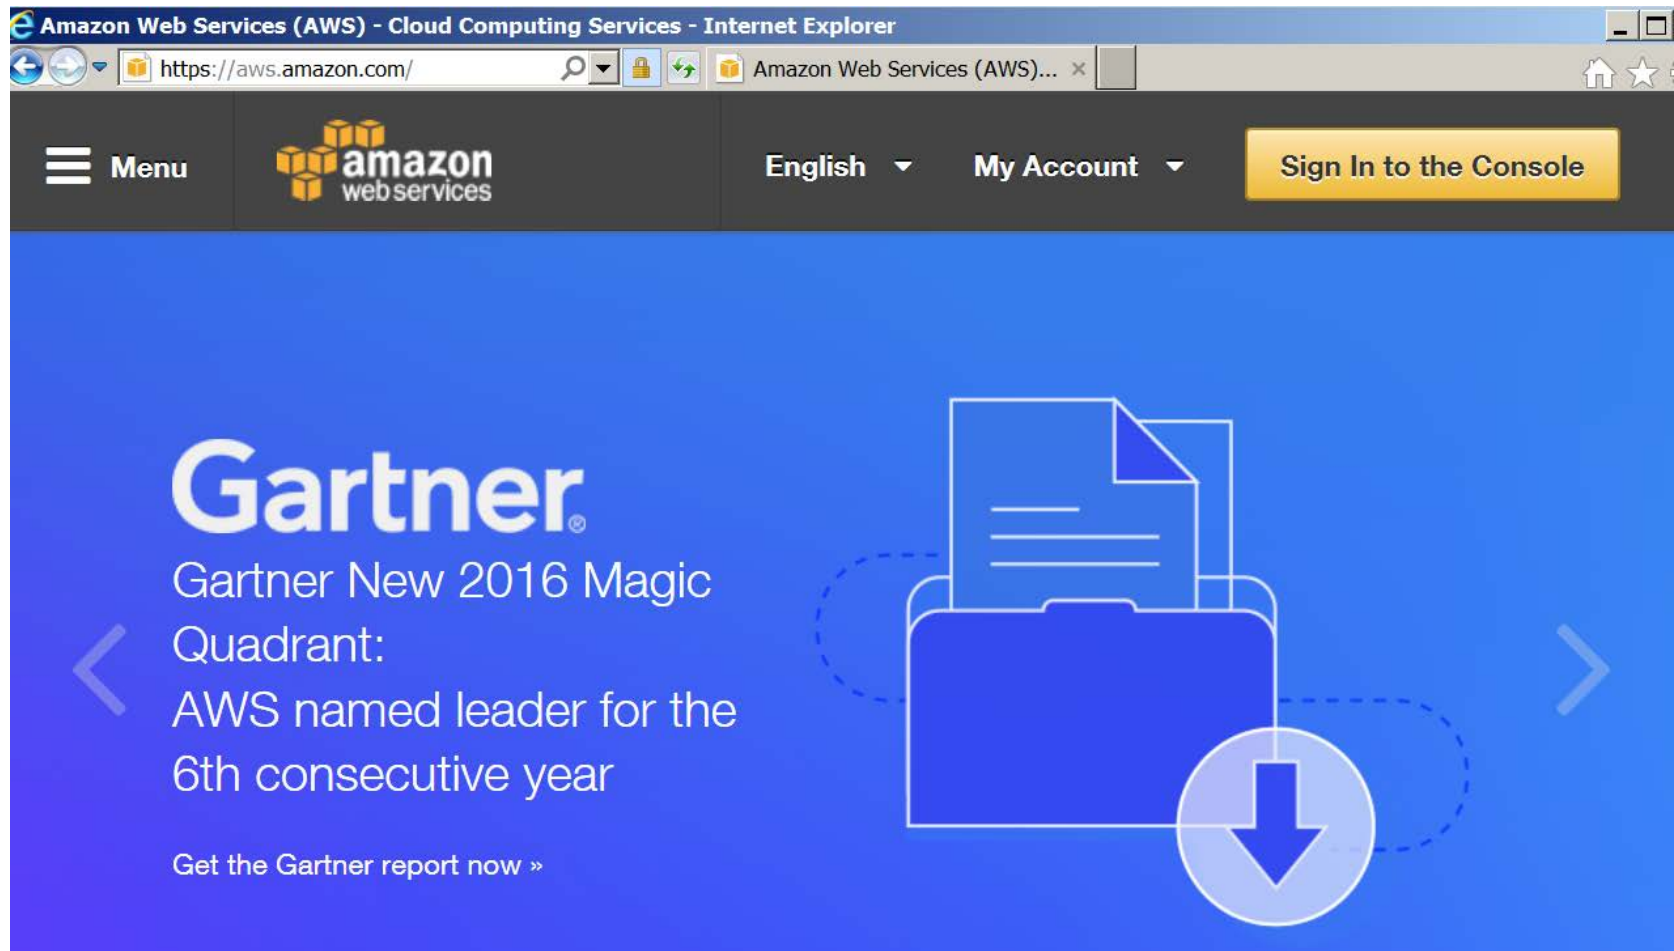 Amazon Web Services (AWS) - Cloud Computing Services - Internet Explorer
https://aws.amazon.com/
Amazon Web Services (AWS)...
Menu
amazon
webservices
English
My Account
Sign In to the Console
Gartner®
Gartner New 2016 Magic
Quadrant:
AWS named leader for the
6th consecutive year
Get the Gartner report now »